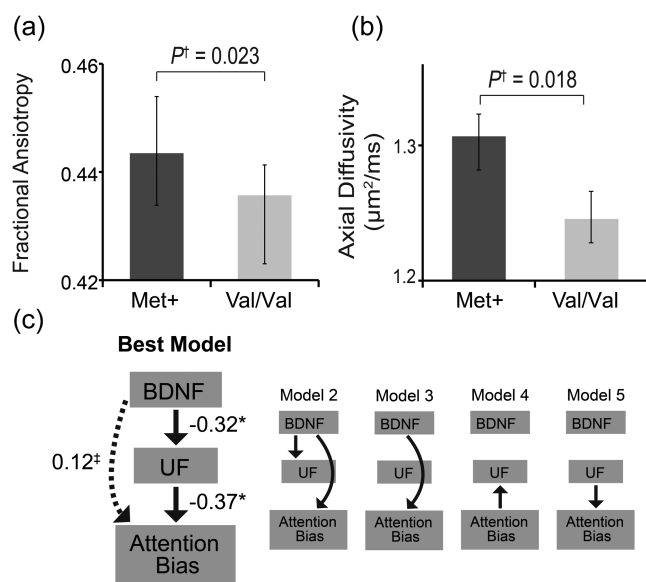 (a)
P† = 0.023
Fractional Ansiotropy
0.46
0.44
0.42
Met+ Val/Val
(b)
P† = 0.018
Axial Diffusivity
(µm²/ms)
1.3
1.2
Met+ Val/Val
(c)
Best Model
BDNF
-0.32*
0.12‡
UF
-0.37*
Attention
Bias
Model 2
BDNF
UF
Attention
Bias
Model 3
BDNF
UF
Attention
Bias
Model 4
BDNF
UF
Attention
Bias
Model 5
BDNF
UF
Attention
Bias